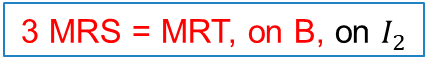 3 MRS = MRT, on B, on I₂